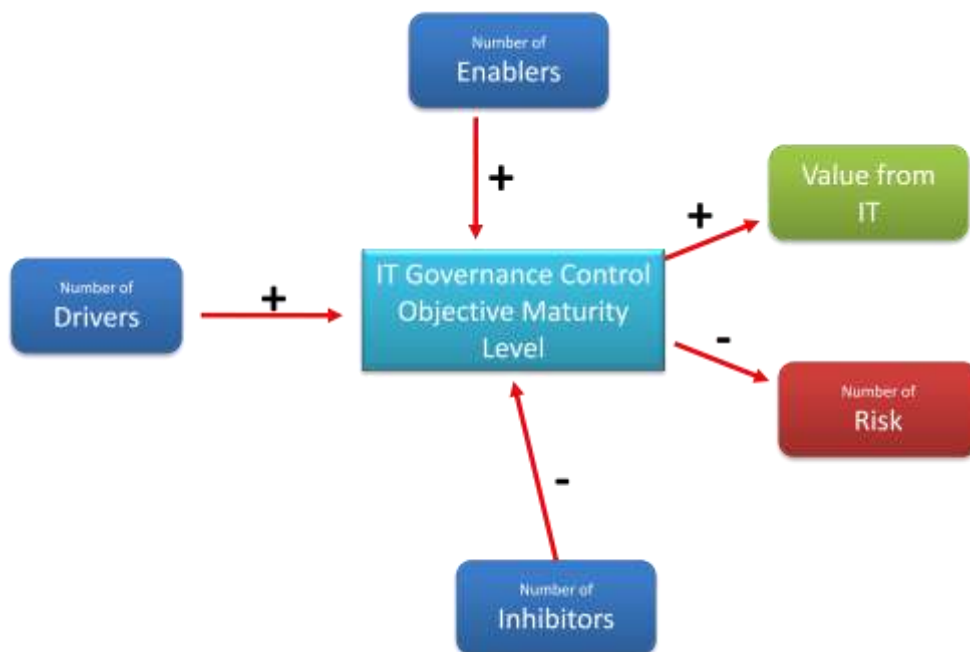 Number of
Enablers
+
Value from
IT
+
IT Governance Control
Objective Maturity
Level
Number of
Drivers
+
-
Number of
Risk
-
Number of
Inhibitors